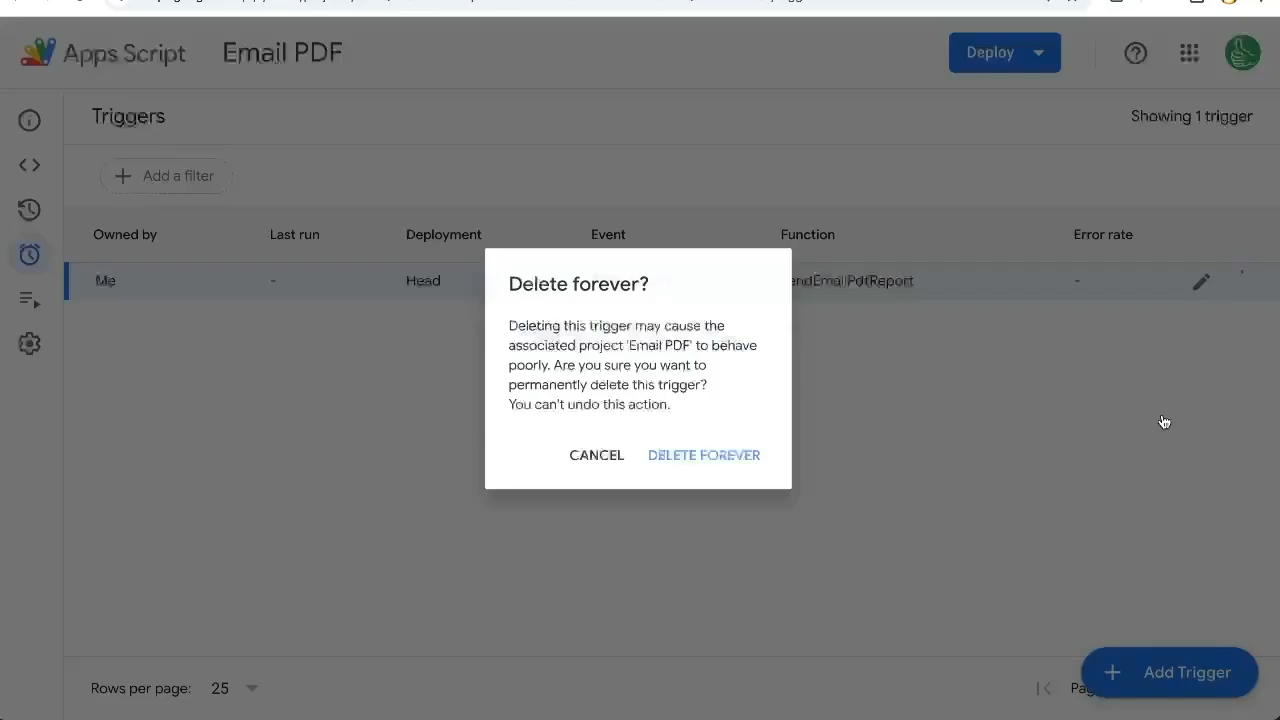 Apps Script
Email PDF
Deploy
Triggers
Showing 1 trigger
Add a filter
Owned by
Last run
Deployment
Event
Function
Error rate
Me
-
Head
endEmailPdfReport
-
Delete forever?
Deleting this trigger may cause the
associated project 'Email PDF' to behave
poorly. Are you sure you want to
permanently delete this trigger?
You can't undo this action.
CANCEL
DELETE FOREVER
Rows per page:
25
Add Trigger